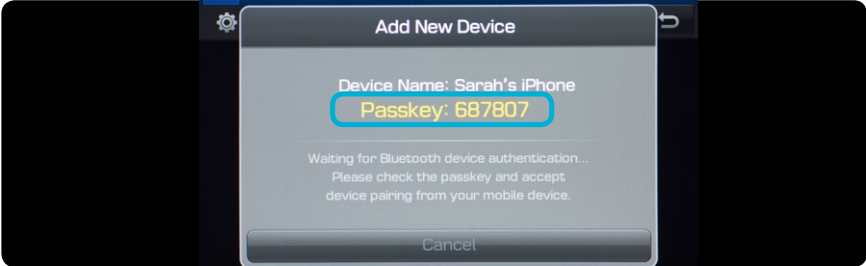 Add New Device
Device Name: Sarah's iPhone
Passkey: 687807
Waiting for Bluetooth device authentication...
Please check the passkey and accept
device pairing from your mobile device.
Cancel